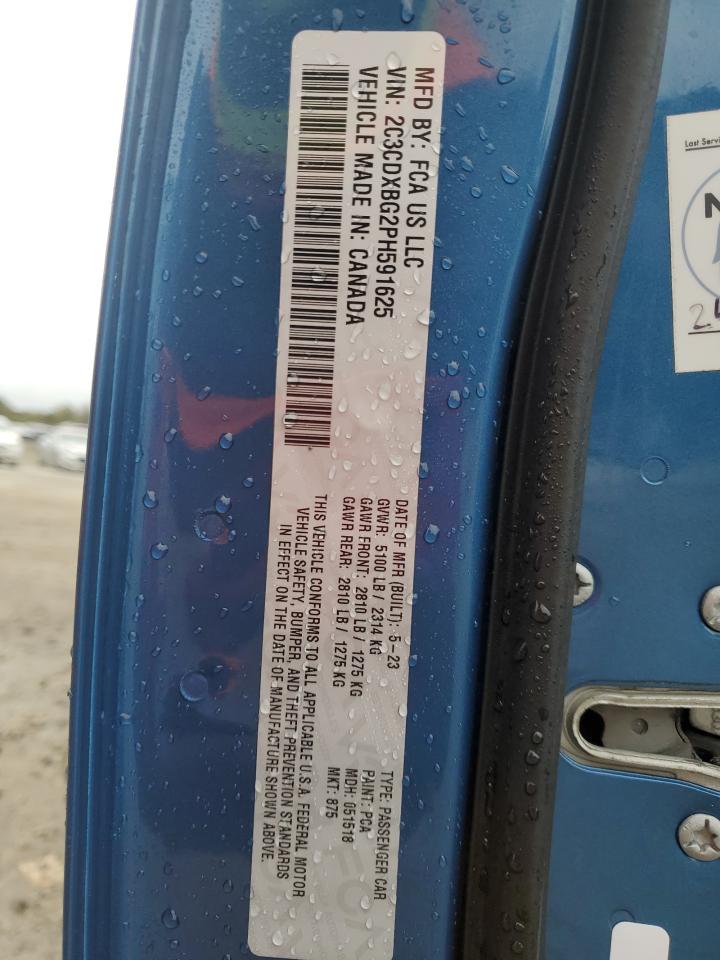 MFD BY: FCA US LLC
VIN: 2C3CDXBG2PH591625
VEHICLE MADE IN: CANADA
DATE OF MFR (BUILT): 5-23
GVWR: 5100 LB / 2314 KG
GAWR FRONT: 2810 LB / 1275 KG
GAWR REAR: 2810 LB / 1275 KG
THIS VEHICLE CONFORMS TO ALL APPLICABLE U.S.A. FEDERAL MOTOR
VEHICLE SAFETY, BUMPER, AND THEFT PREVENTION STANDARDS
IN EFFECT ON THE DATE OF MANUFACTURE SHOWN ABOVE.
TYPE: PASSENGER CAR
PAINT: PCA
MDH: 051518
MKT: 875
Last Servi